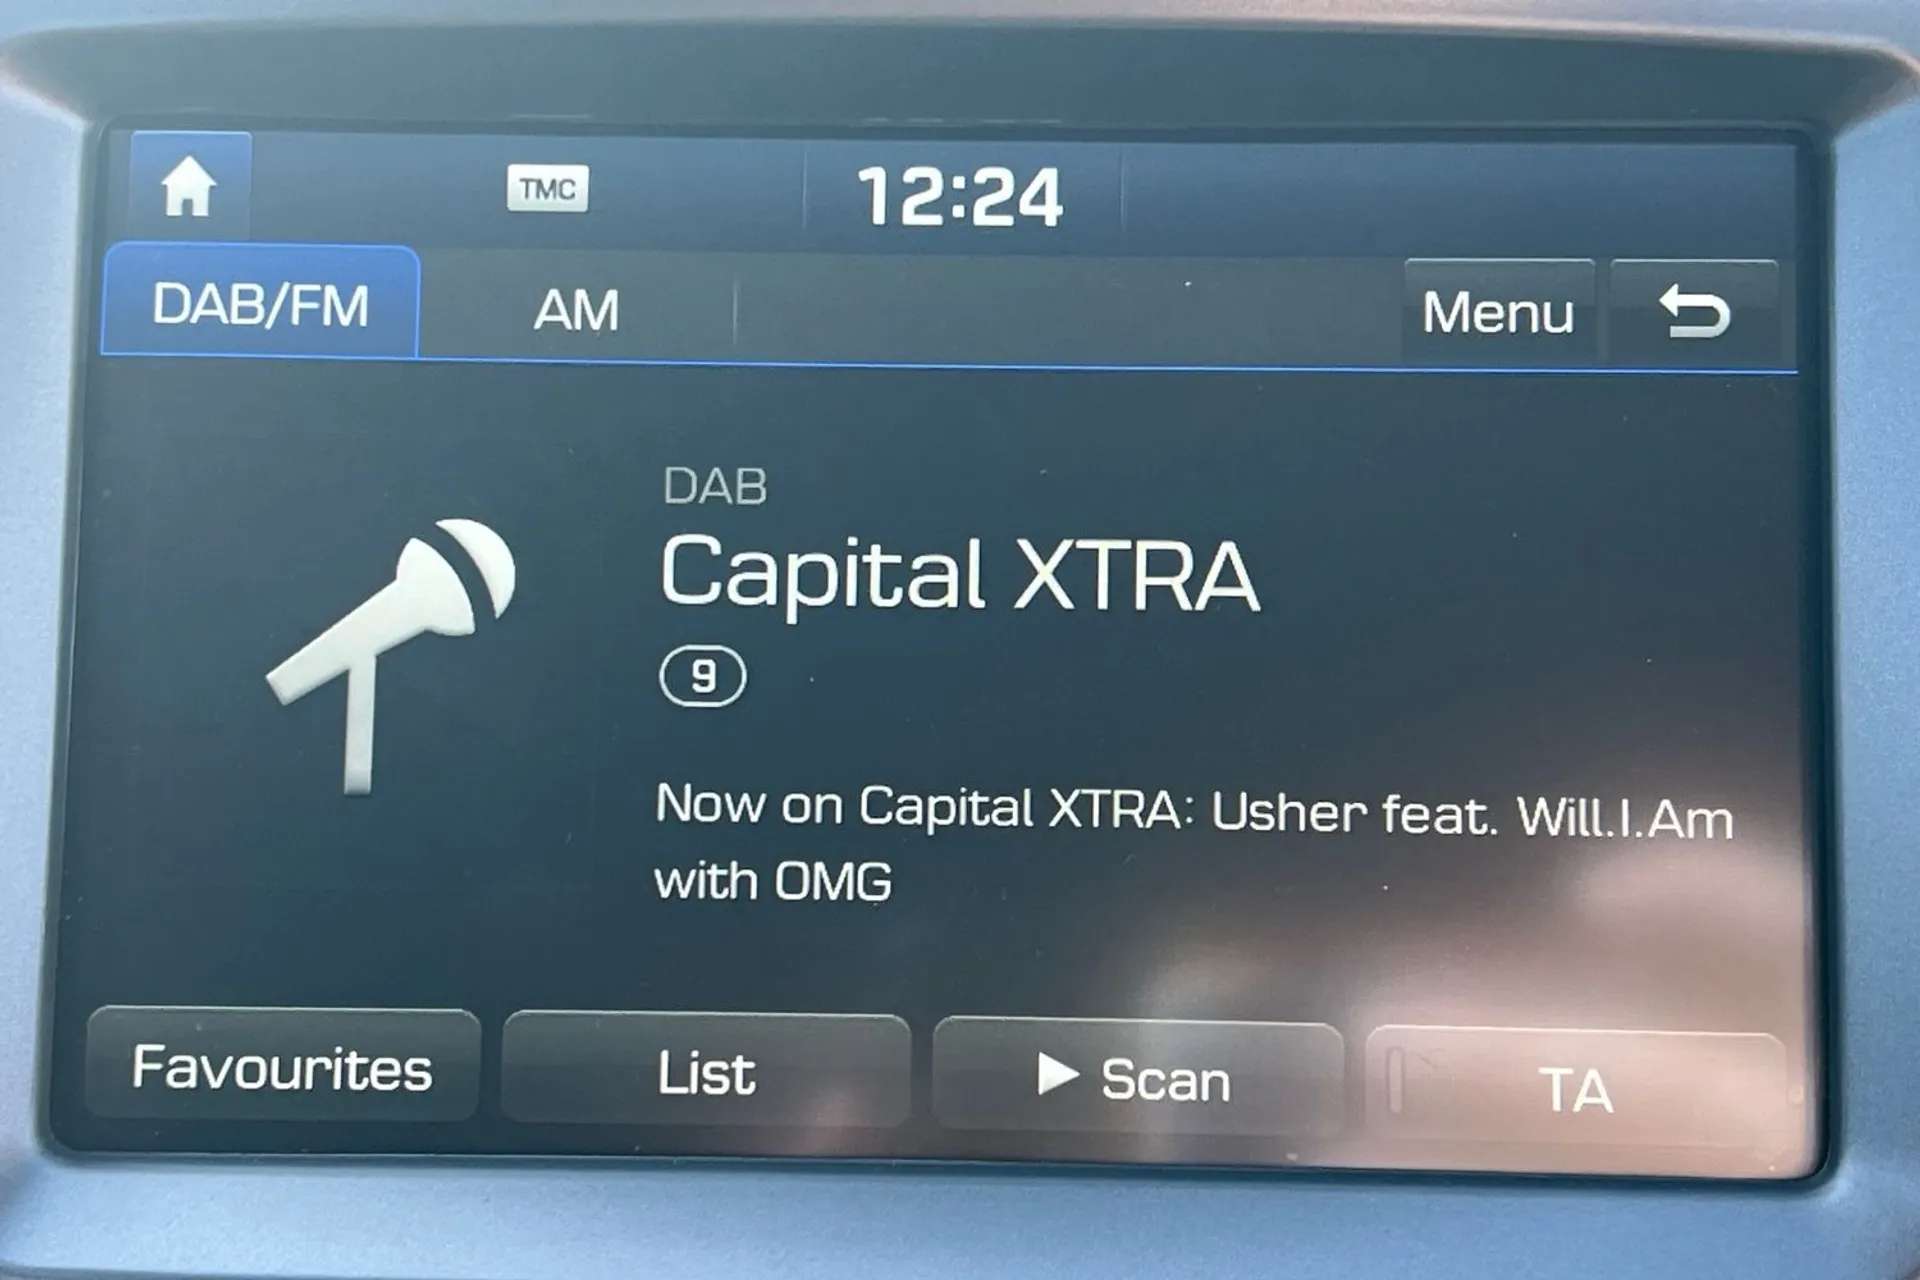 TMC
12:24
DAB/FM
AM
Menu
DAB
Capital XTRA
9
Now on Capital XTRA: Usher feat. Will.I.Am
with OMG
Favourites
List
Scan
TA